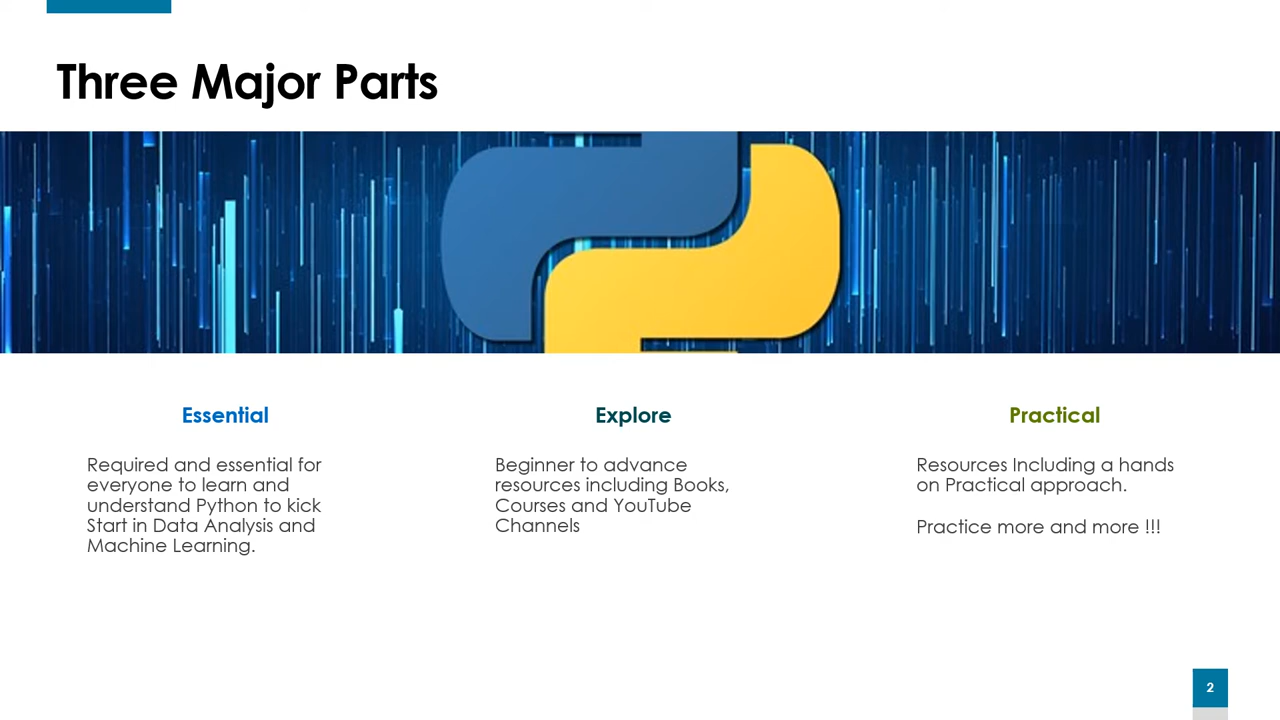 Three Major Parts
Essential
Required and essential for
everyone to learn and
understand Python to kick
Start in Data Analysis and
Machine Learning.
Explore
Beginner to advance
resources including Books,
Courses and YouTube
Channels
Practical
Resources Including a hands
on Practical approach.
Practice more and more !!!
2